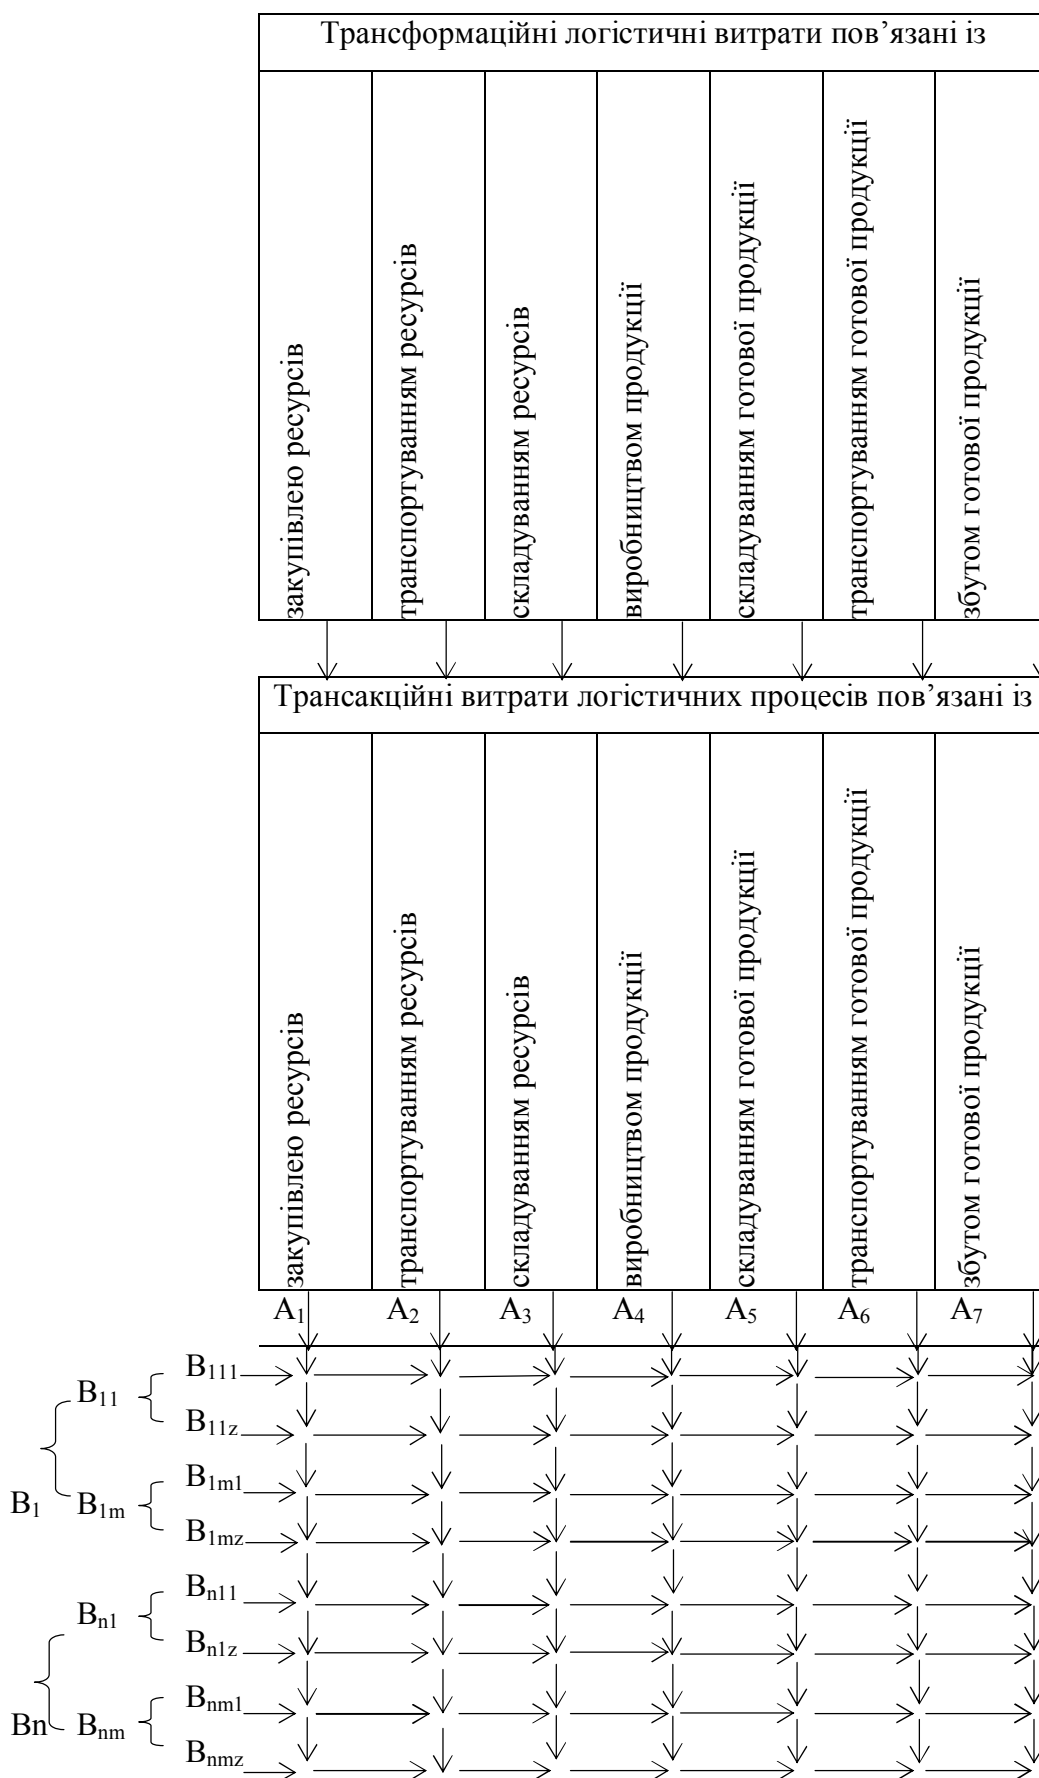 Трансформаційні логістичні витрати пов’язані із
закупівлею ресурсів
транспортуванням ресурсів
складуванням ресурсів
виробництвом продукції
складуванням готової продукції
транспортуванням готової продукції
збутом готової продукції
Трансакційні витрати логістичних процесів пов’язані із
закупівлею ресурсів
транспортуванням ресурсів
складуванням ресурсів
виробництвом продукції
складуванням готової продукції
транспортуванням готової продукції
збутом готової продукції
A₁ A₂ A₃ A₄ A₅ A₆ A₇
B₁₁₁
B₁₁
B₁₁z
B₁m₁
B₁ B₁m
B₁mz
Bn₁₁
Bn₁
Bn₁z
Bnm₁
Bn Bnm
Bnmz